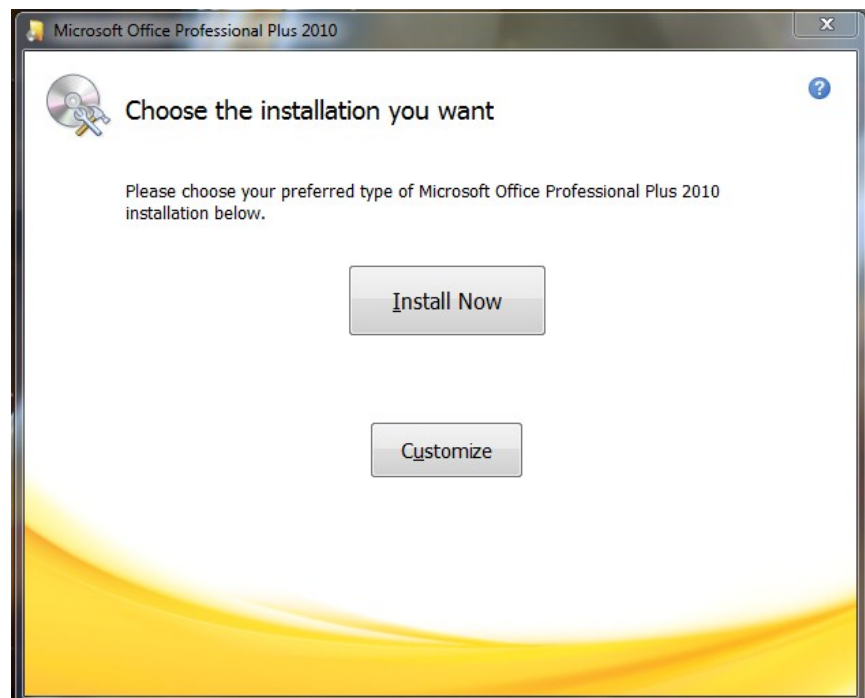 Microsoft Office Professional Plus 2010
Choose the installation you want
Please choose your preferred type of Microsoft Office Professional Plus 2010
installation below.
Install Now
Customize